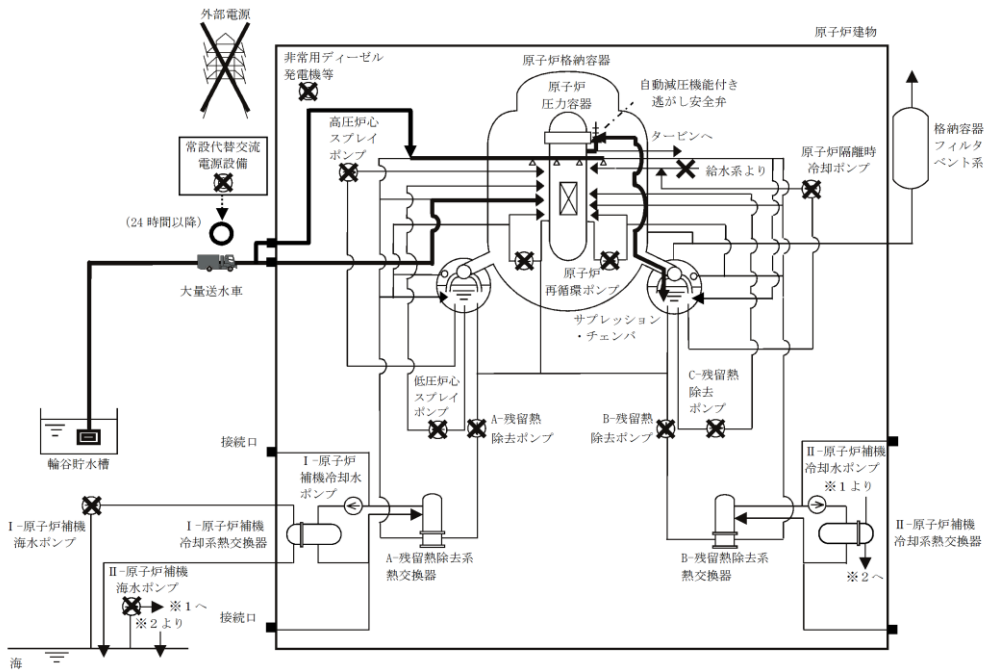 外部電源
原子炉建物
非常用ディーゼル
発電機等
原子炉格納容器
原子炉
圧力容器
自動減圧機能付き
逃がし安全弁
高圧炉心
スプレイ
ポンプ
タービンへ
給水系より
原子炉隔離時
冷却ポンプ
格納容器
フィルタ
ベント系
常設代替交流
電源設備
(24時間以降)
大量送水車
原子炉
再循環ポンプ
サプレッション
・チェンバ
低圧炉心
スプレイ
ポンプ
A-残留熱
除去ポンプ
B-残留熱
除去ポンプ
C-残留熱
除去
ポンプ
輪谷貯水槽
接続口
Ⅰ-原子炉
補機冷却水
ポンプ
Ⅱ-原子炉補機
冷却水ポンプ
※1より
Ⅰ-原子炉補機
海水ポンプ
Ⅰ-原子炉補機
冷却系熱交換器
A-残留熱除去系
熱交換器
B-残留熱除去系
熱交換器
Ⅱ-原子炉補機
冷却系熱交換器
※2へ
Ⅱ-原子炉補機
海水ポンプ
※1へ
※2より
接続口
海